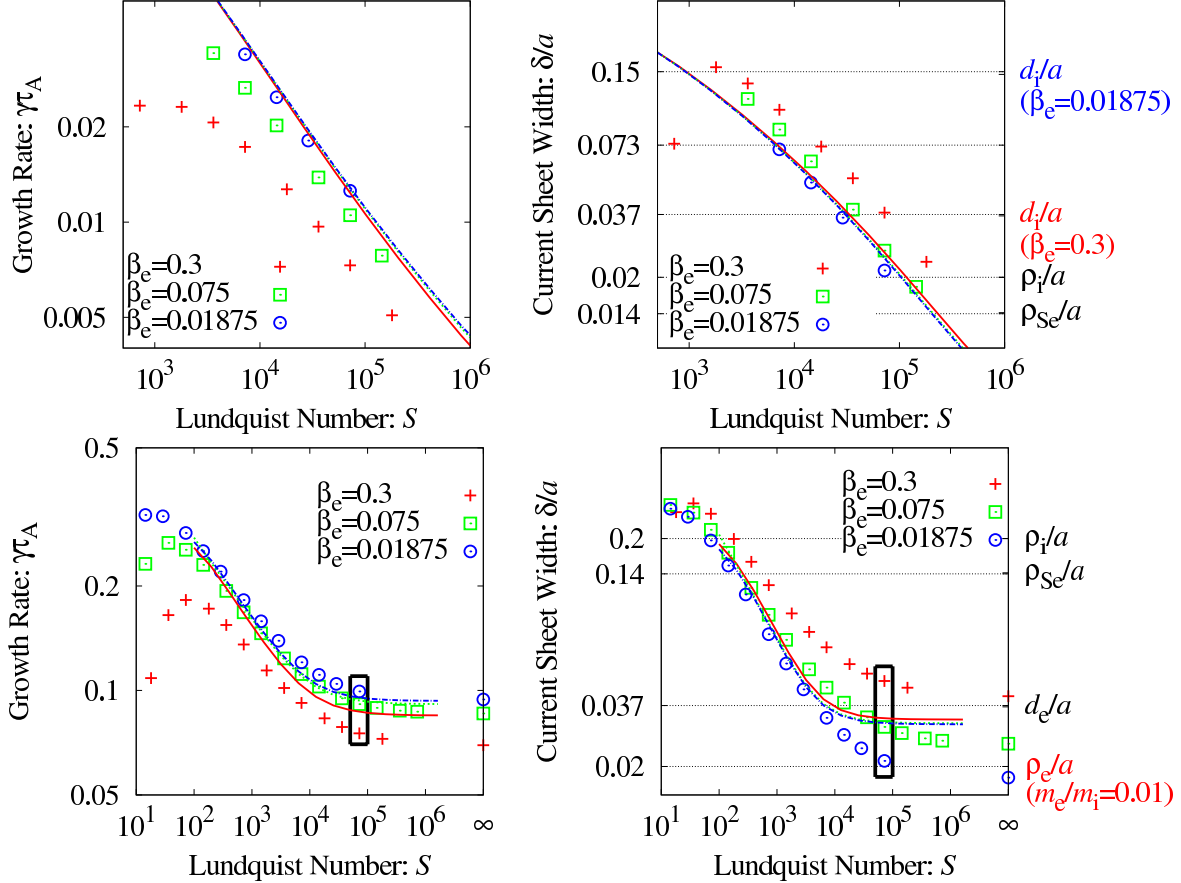 Growth Rate: γτA
0.02
0.01
0.005
βe=0.3
βe=0.075
βe=0.01875
10^3
10^4
10^5
10^6
Lundquist Number: S
Current Sheet Width: δ/a
0.15
0.073
0.037
0.02
0.014
βe=0.3
βe=0.075
βe=0.01875
di/a
(βe=0.01875)
di/a
(βe=0.3)
ρi/a
ρSe/a
10^3
10^4
10^5
10^6
Lundquist Number: S
Growth Rate: γτA
0.5
0.2
0.1
0.05
βe=0.3
βe=0.075
βe=0.01875
10^1
10^2
10^3
10^4
10^5
10^6
∞
Lundquist Number: S
Current Sheet Width: δ/a
0.2
0.14
0.037
0.02
βe=0.3
βe=0.075
βe=0.01875
ρi/a
ρSe/a
de/a
ρe/a
(me/mi=0.01)
10^1
10^2
10^3
10^4
10^5
10^6
∞
Lundquist Number: S